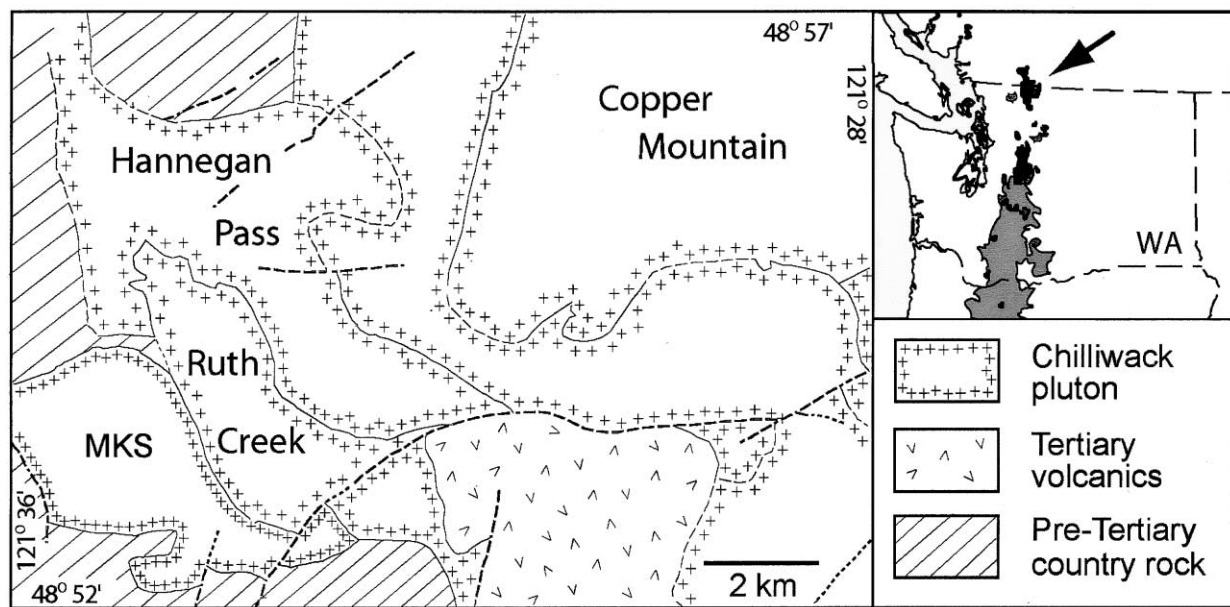 48° 57'
121° 28'
Copper
Mountain
Hannegan
Pass
Ruth
Creek
MKS
121° 36'
48° 52'
2 km
WA
Chilliwack
pluton
Tertiary
volcanics
Pre-Tertiary
country rock